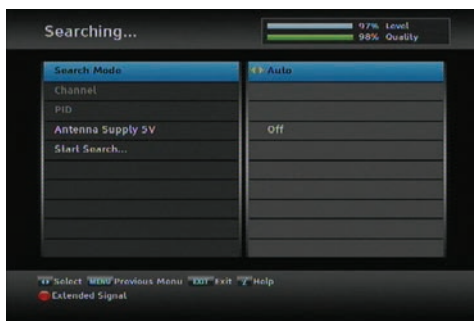 Searching...
97% Level
98% Quality
Search Mode Auto
Channel
PID
Antenna Supply 5V Off
Start Search...
Select MENU Previous Menu EXIT Exit Help
Extended Signal